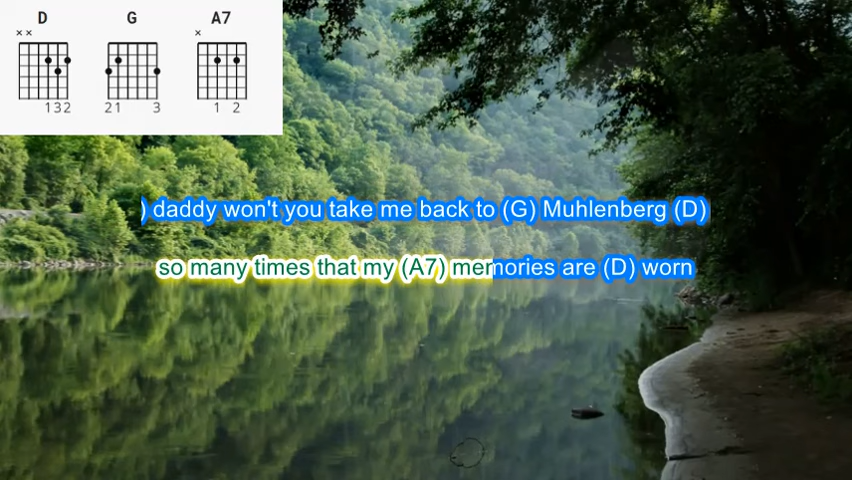 D G A7
×× ×
132 21 3 1 2
) daddy won't you take me back to (G) Muhlenberg (D)
so many times that my (A7) memories are (D) worn